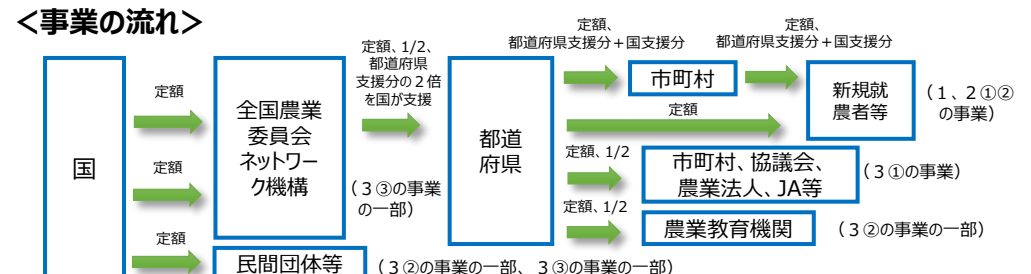 ＜事業の流れ＞
国
定額
定額
定額
全国農業
委員会
ネットワー
ク機構
（３③の事業
の一部）
民間団体等
（３②の事業の一部、３③の事業の一部）
定額、1/2、
都道府県
支援分の２倍
を国が支援
都道
府県
定額、
都道府県支援分＋国支援分
市町村
定額、
都道府県支援分＋国支援分
新規就
農者等
（１、２①②
の事業）
定額
定額、1/2
市町村、協議会、
農業法人、JA等
（３①の事業）
定額、1/2
農業教育機関
（３②の事業の一部）